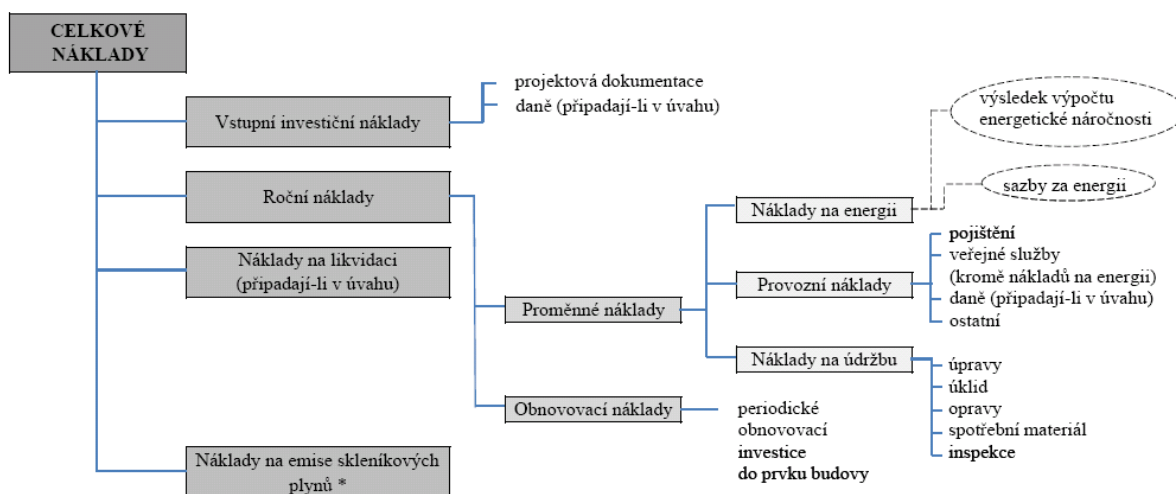 CELKOVÉ
NÁKLADY
Vstupní investiční náklady
projektová dokumentace
daně (připadají-li v úvahu)
Roční náklady
Náklady na likvidaci
(připadají-li v úvahu)
Náklady na emise skleníkových
plynů *
Proměnné náklady
Obnovovací náklady
periodické
obnovovací
investice
do prvku budovy
Náklady na energii
výsledek výpočtu
energetické náročnosti
sazby za energii
Provozní náklady
pojištění
veřejné služby
(kromě nákladů na energii)
daně (připadají-li v úvahu)
ostatní
Náklady na údržbu
úpravy
úklid
opravy
spotřební materiál
inspekce